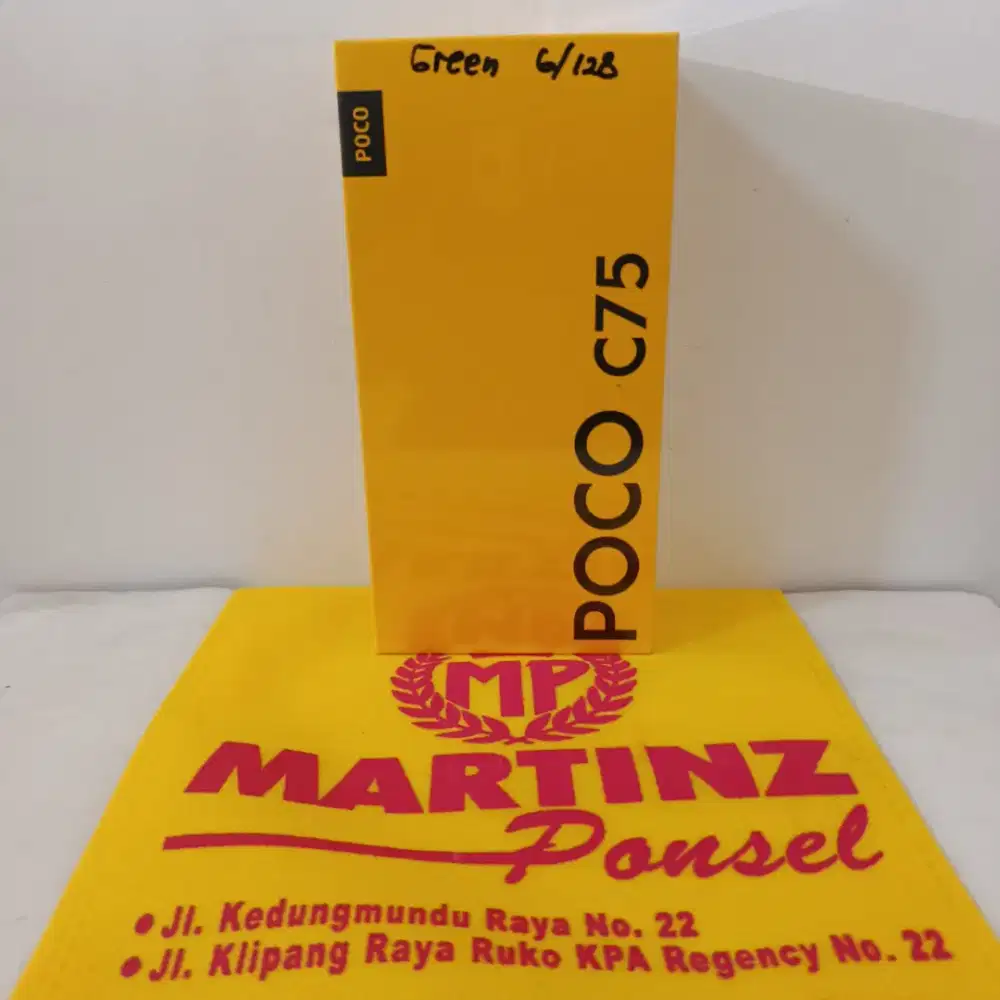 Green 6/128
POCO
POCO C75
MP
MARTINZ
Ponsel
• Jl. Kedungmundu Raya No. 22
• Jl. Klipang Raya Ruko KPA Regency No. 22